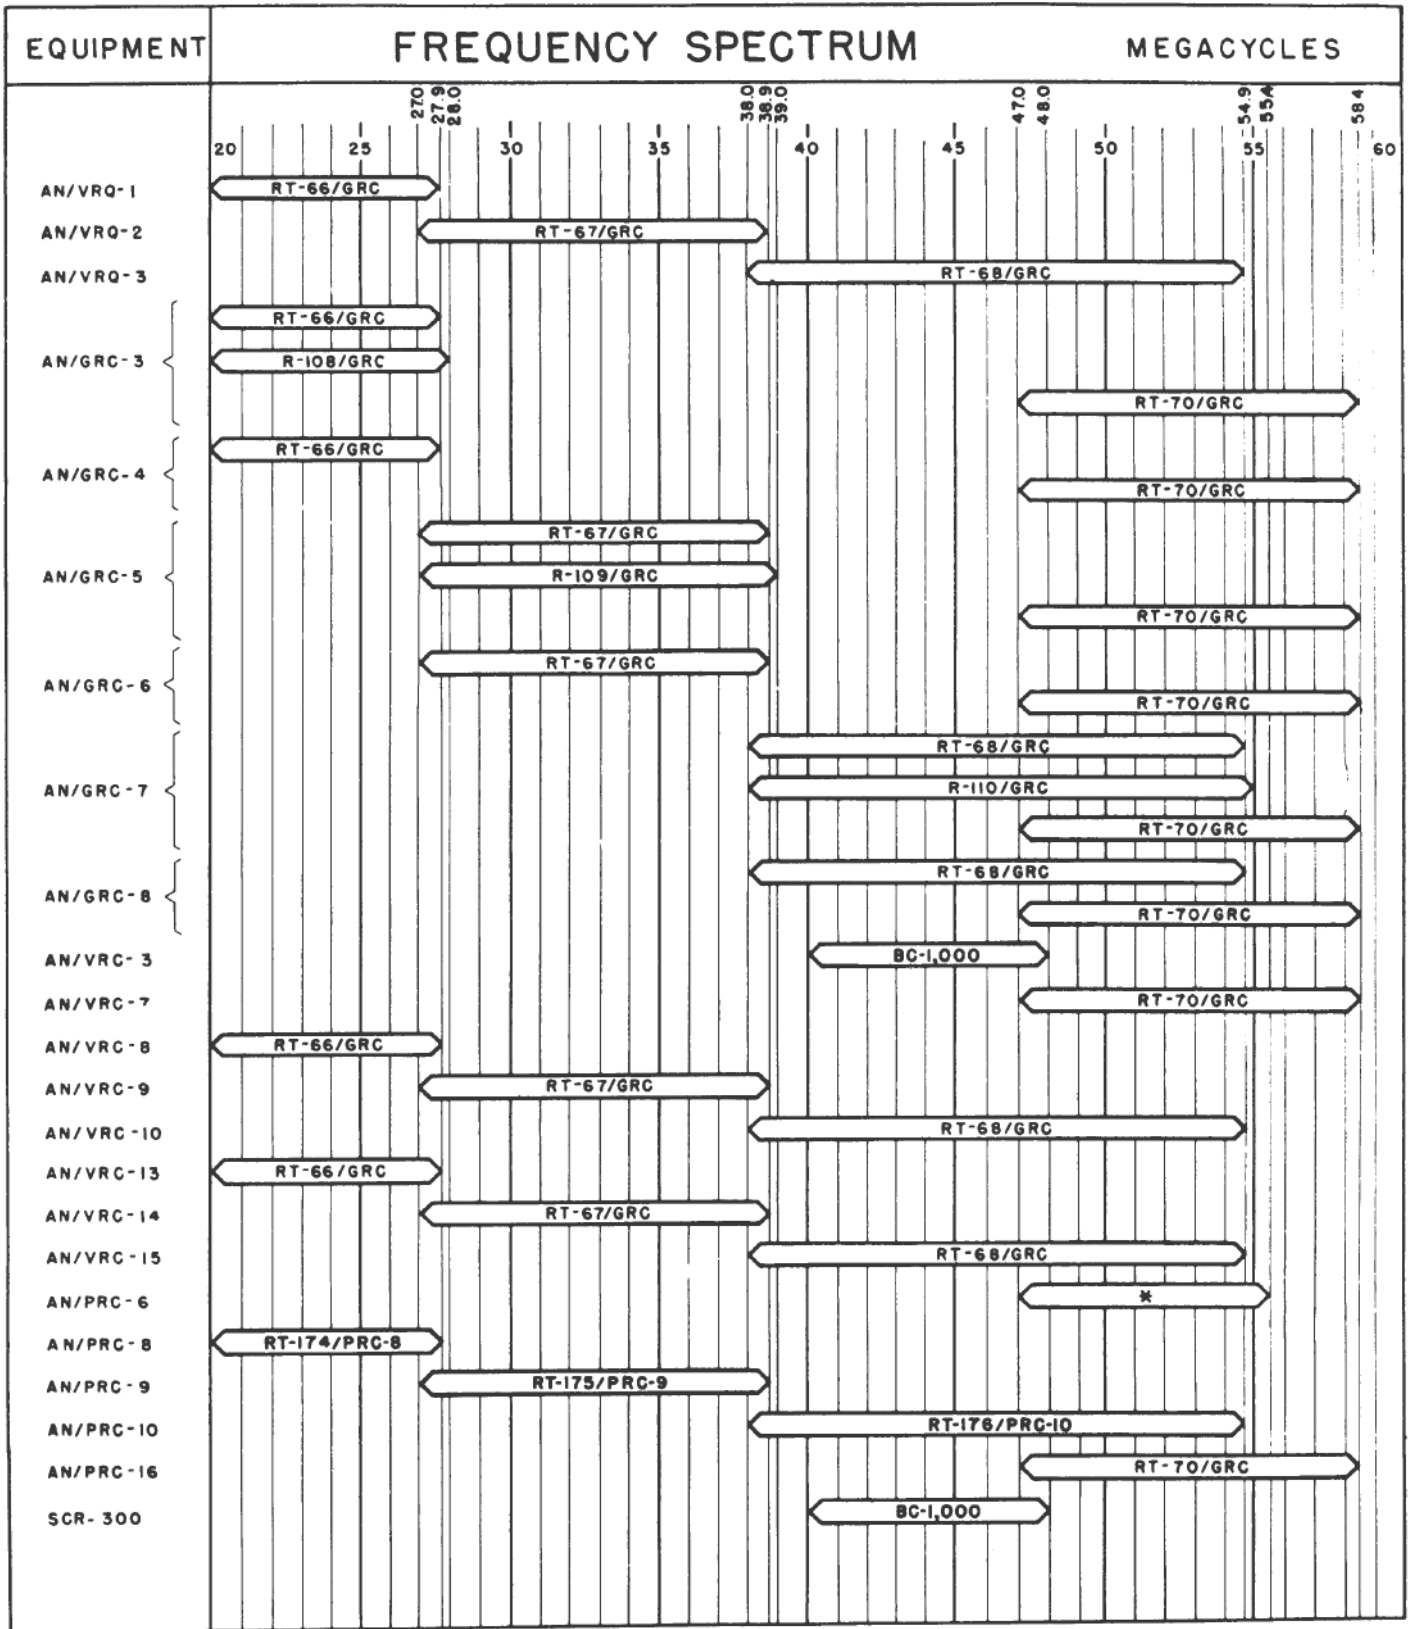 EQUIPMENT FREQUENCY SPECTRUM MEGACYCLES
27.0 27.9 28.0 38.0 38.9 39.0 47.0 48.0 54.9 55.4 58.4
20 25 30 35 40 45 50 55 60
AN/VRQ-1 RT-66/GRC
AN/VRQ-2 RT-67/GRC
AN/VRQ-3 RT-68/GRC
RT-66/GRC
AN/GRC-3 R-108/GRC
RT-70/GRC
RT-66/GRC
AN/GRC-4
RT-70/GRC
RT-67/GRC
AN/GRC-5 R-109/GRC
RT-70/GRC
RT-67/GRC
AN/GRC-6
RT-70/GRC
RT-68/GRC
AN/GRC-7 R-110/GRC
RT-70/GRC
RT-68/GRC
AN/GRC-8
RT-70/GRC
AN/VRC-3 BC-1,000
AN/VRC-7 RT-70/GRC
AN/VRC-8 RT-66/GRC
AN/VRC-9 RT-67/GRC
AN/VRC-10 RT-68/GRC
AN/VRC-13 RT-66/GRC
AN/VRC-14 RT-67/GRC
AN/VRC-15 RT-68/GRC
AN/PRC-6 *
AN/PRC-8 RT-174/PRC-8
AN/PRC-9 RT-175/PRC-9
AN/PRC-10 RT-176/PRC-10
AN/PRC-16 RT-70/GRC
SCR-300 BC-1,000